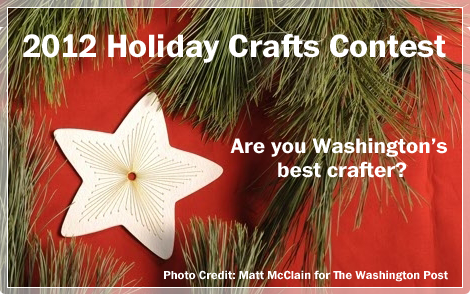 2012 Holiday Crafts Contest
Are you Washington's
best crafter?
Photo Credit: Matt McClain for The Washington Post